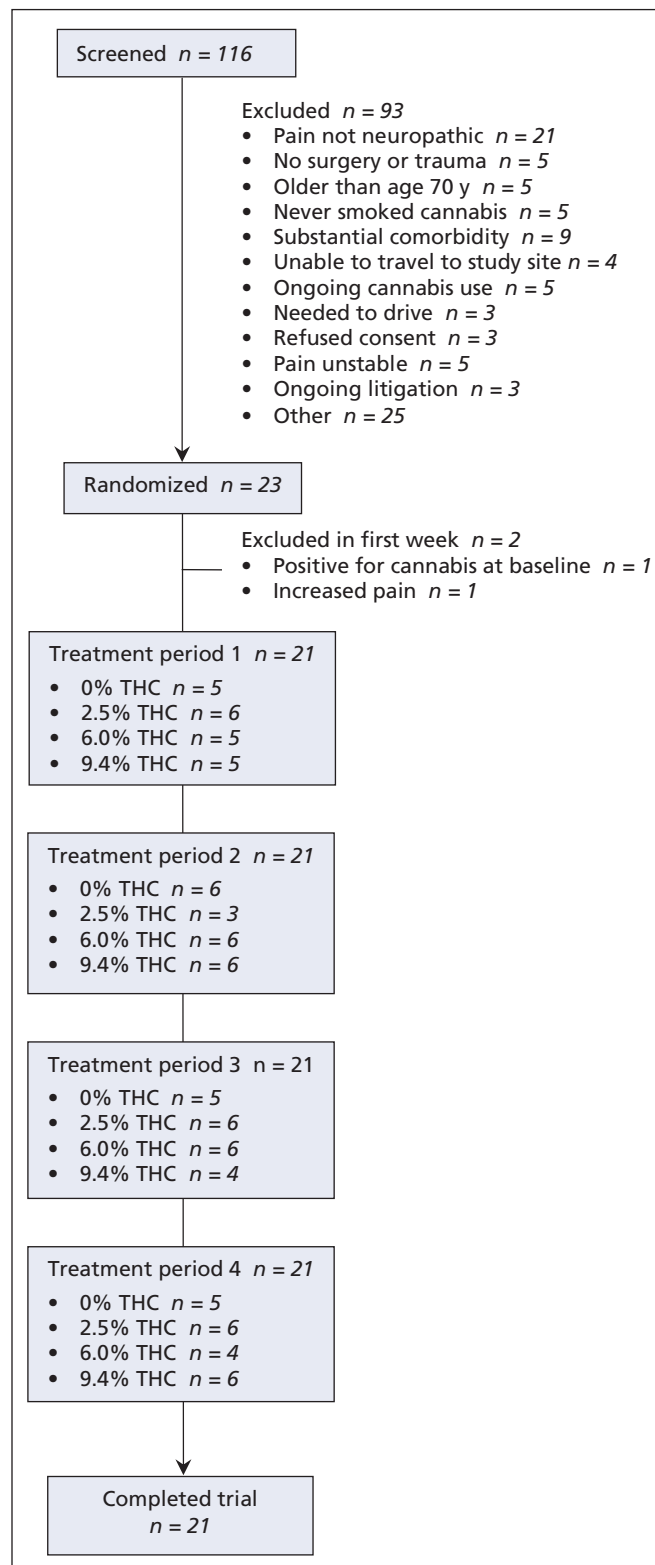 Screened n = 116
Excluded n = 93
• Pain not neuropathic n = 21
• No surgery or trauma n = 5
• Older than age 70 y n = 5
• Never smoked cannabis n = 5
• Substantial comorbidity n = 9
• Unable to travel to study site n = 4
• Ongoing cannabis use n = 5
• Needed to drive n = 3
• Refused consent n = 3
• Pain unstable n = 5
• Ongoing litigation n = 3
• Other n = 25
Randomized n = 23
Excluded in first week n = 2
• Positive for cannabis at baseline n = 1
• Increased pain n = 1
Treatment period 1 n = 21
• 0% THC n = 5
• 2.5% THC n = 6
• 6.0% THC n = 5
• 9.4% THC n = 5
Treatment period 2 n = 21
• 0% THC n = 6
• 2.5% THC n = 3
• 6.0% THC n = 6
• 9.4% THC n = 6
Treatment period 3 n = 21
• 0% THC n = 5
• 2.5% THC n = 6
• 6.0% THC n = 6
• 9.4% THC n = 4
Treatment period 4 n = 21
• 0% THC n = 5
• 2.5% THC n = 6
• 6.0% THC n = 4
• 9.4% THC n = 6
Completed trial
n = 21